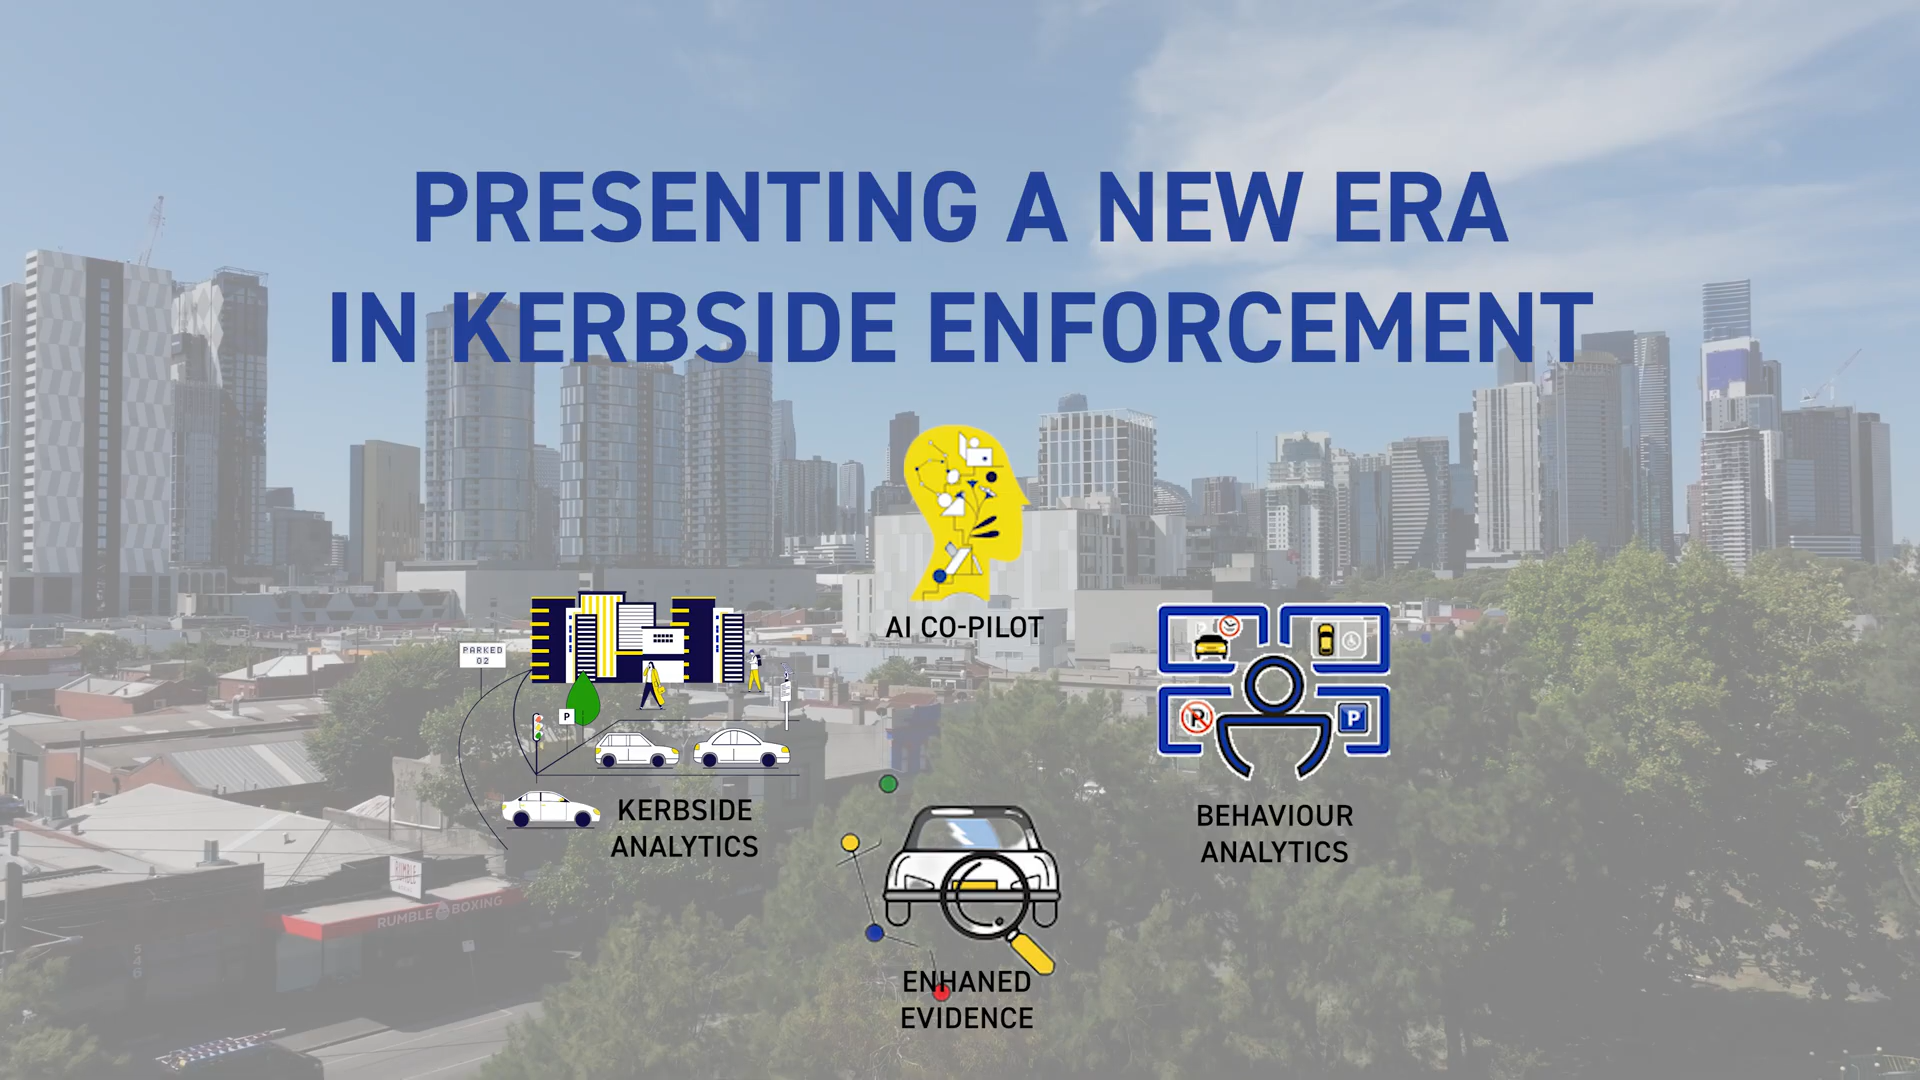 PRESENTING A NEW ERA
IN KERBSIDE ENFORCEMENT
AI CO-PILOT
PARKED
02
P
P
P
KERBSIDE
ANALYTICS
BEHAVIOUR
ANALYTICS
RUMBLE
RUMBLE BOXING
ENHANED
EVIDENCE